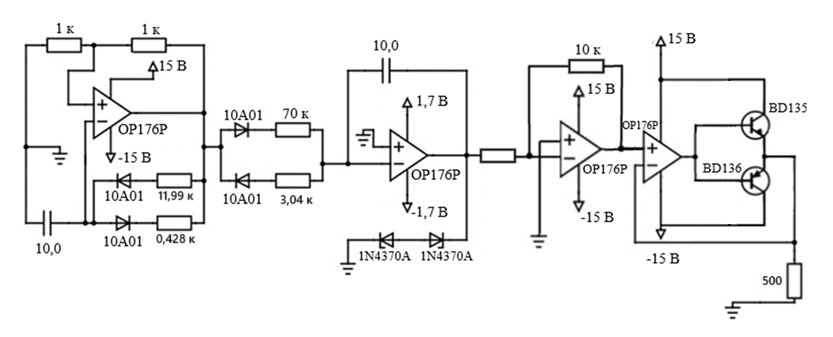 1 к
1 к
15 В
OP176P
-15 В
10A01
11,99 к
10,0
10A01
0,428 к
10A01
70 к
10A01
3,04 к
10,0
1,7 В
OP176P
-1,7 В
1N4370A
1N4370A
10 к
15 В
OP176P
-15 В
15 В
OP176P
BD135
BD136
-15 В
500